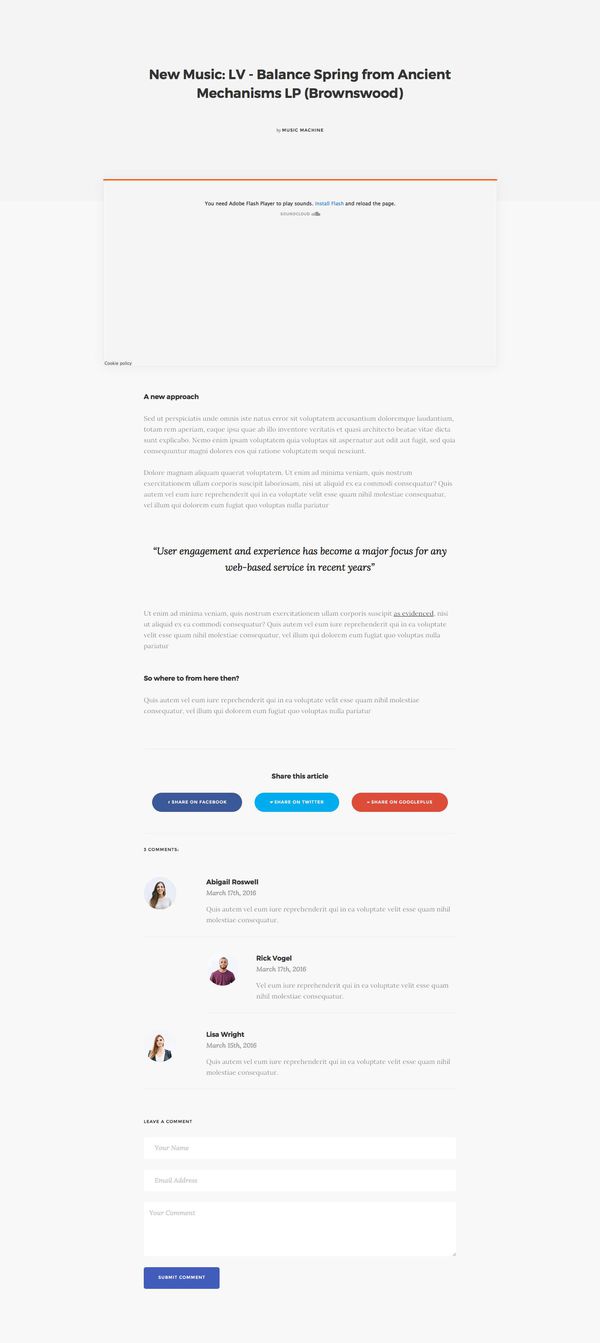 New Music: LV - Balance Spring from Ancient
Mechanisms LP (Brownswood)
by MUSIC MACHINE
You need Adobe Flash Player to play sounds. Install Flash and reload the page.
SOUNDCLOUD
Cookie policy
A new approach
Sed ut perspiciatis unde omnis iste natus error sit voluptatem accusantium doloremque laudantium,
totam rem aperiam, eaque ipsa quae ab illo inventore veritatis et quasi architecto beatae vitae dicta
sunt explicabo. Nemo enim ipsam voluptatem quia voluptas sit aspernatur aut odit aut fugit, sed quia
consequuntur magni dolores eos qui ratione voluptatem sequi nesciunt.
Dolore magnam aliquam quaerat voluptatem. Ut enim ad minima veniam, quis nostrum
exercitationem ullam corporis suscipit laboriosam, nisi ut aliquid ex ea commodi consequatur? Quis
autem vel eum iure reprehenderit qui in ea voluptate velit esse quam nihil molestiae consequatur,
vel illum qui dolorem eum fugiat quo voluptas nulla pariatur
“User engagement and experience has become a major focus for any
web-based service in recent years”
Ut enim ad minima veniam, quis nostrum exercitationem ullam corporis suscipit as evidenced, nisi
ut aliquid ex ea commodi consequatur? Quis autem vel eum iure reprehenderit qui in ea voluptate
velit esse quam nihil molestiae consequatur, vel illum qui dolorem eum fugiat quo voluptas nulla
pariatur
So where to from here then?
Quis autem vel eum iure reprehenderit qui in ea voluptate velit esse quam nihil molestiae
consequatur, vel illum qui dolorem eum fugiat quo voluptas nulla pariatur
Share this article
SHARE ON FACEBOOK
SHARE ON TWITTER
SHARE ON GOOGLEPLUS
3 COMMENTS:
Abigail Roswell
March 17th, 2016
Quis autem vel eum iure reprehenderit qui in ea voluptate velit esse quam nihil
molestiae consequatur.
Rick Vogel
March 17th, 2016
Vel eum iure reprehenderit qui in ea voluptate velit esse quam
nihil molestiae consequatur.
Lisa Wright
March 15th, 2016
Quis autem vel eum iure reprehenderit qui in ea voluptate velit esse quam nihil
molestiae consequatur.
LEAVE A COMMENT
Your Name
Email Address
Your Comment
SUBMIT COMMENT